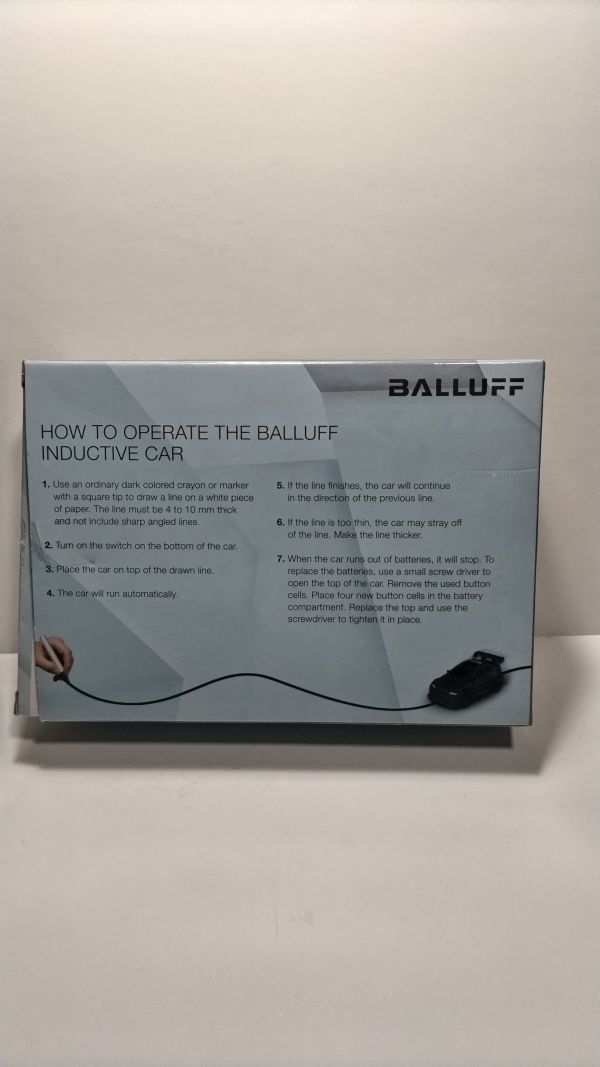 BALLUFF
HOW TO OPERATE THE BALLUFF
INDUCTIVE CAR
1. Use an ordinary dark colored crayon or marker
with a square tip to draw a line on a white piece
of paper. The line must be 4 to 10 mm thick
and not include sharp angled lines.
2. Turn on the switch on the bottom of the car.
3. Place the car on top of the drawn line.
4. The car will run automatically.
5. If the line finishes, the car will continue
in the direction of the previous line.
6. If the line is too thin, the car may stray off
of the line. Make the line thicker.
7. When the car runs out of batteries, it will stop. To
replace the batteries, use a small screw driver to
open the top of the car. Remove the used button
cells. Place four new button cells in the battery
compartment. Replace the top and use the
screwdriver to tighten it in place.